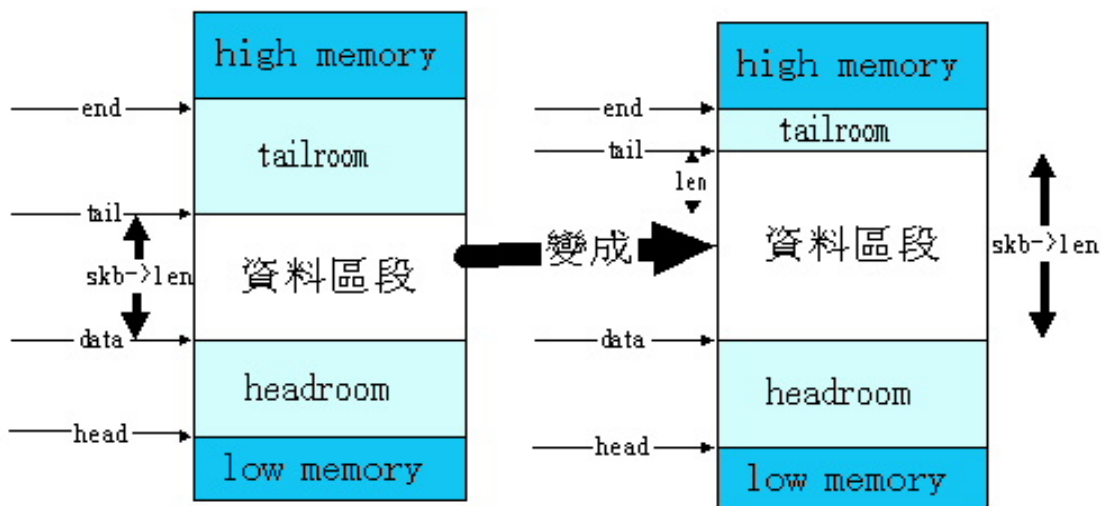 high memory
end
tailroom
tail
skb->len
資料區段
data
headroom
head
low memory
變成
high memory
end
tailroom
tail
len
資料區段
skb->len
data
headroom
head
low memory